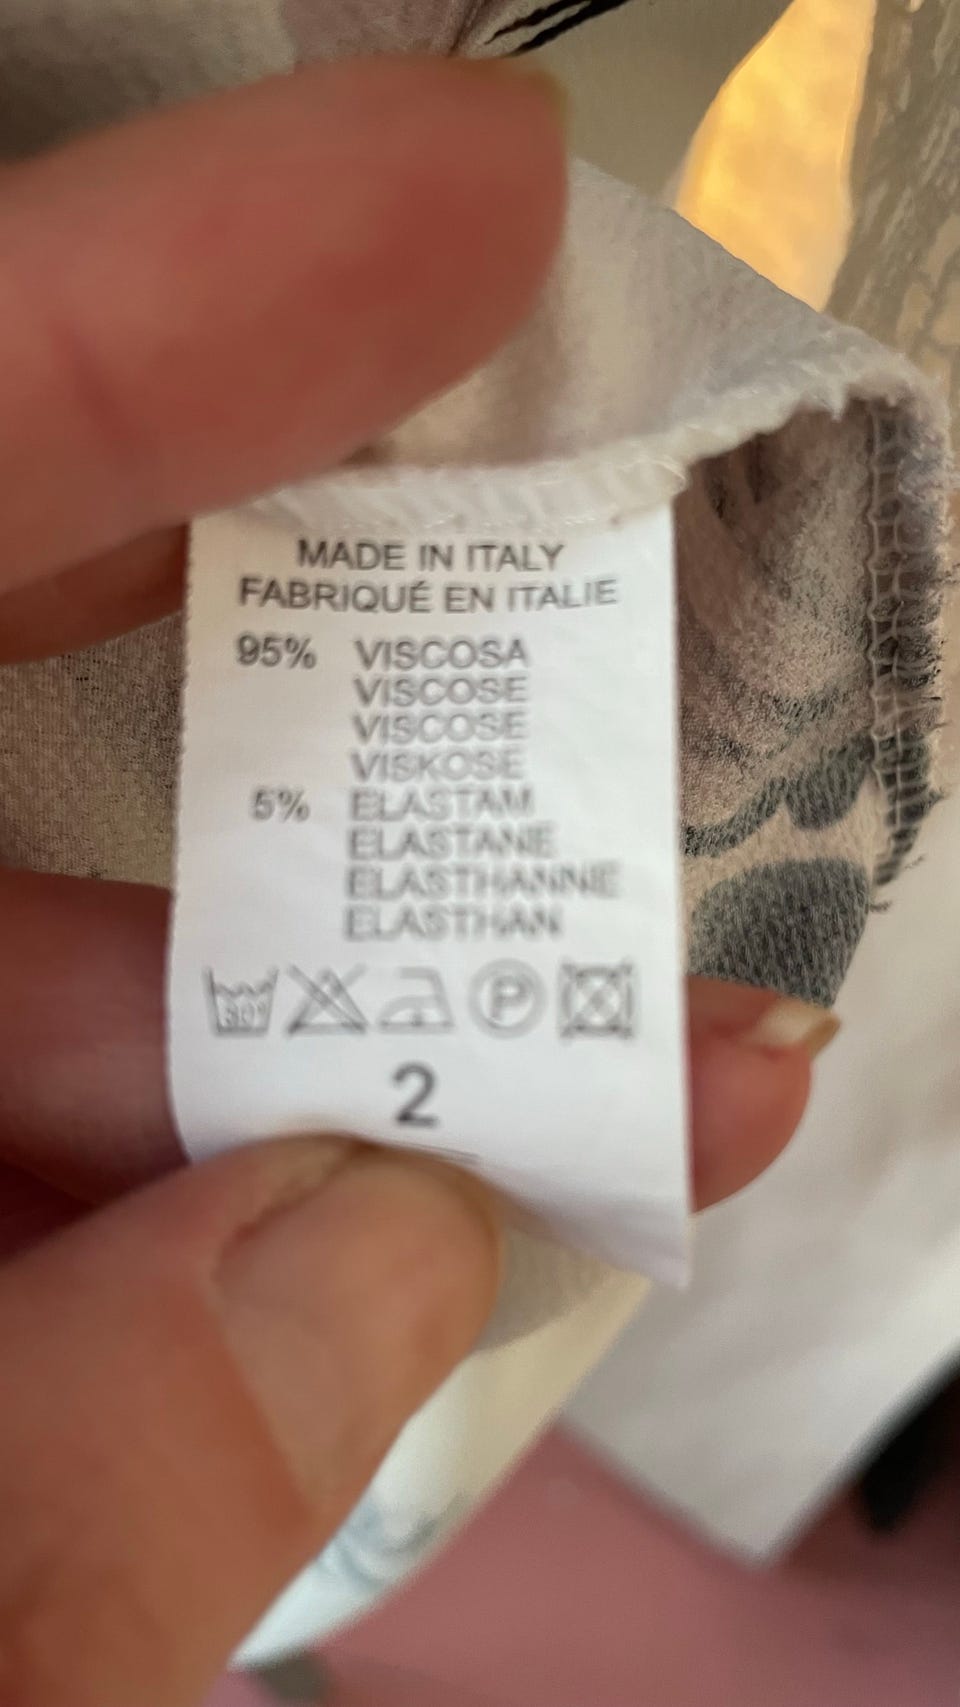 MADE IN ITALY
FABRIQUÉ EN ITALIE
95% VISCOSA
VISCOSE
VISCOSE
VISKOSE
5% ELASTAM
ELASTANE
ELASTHANNE
ELASTHAN
30° P
2